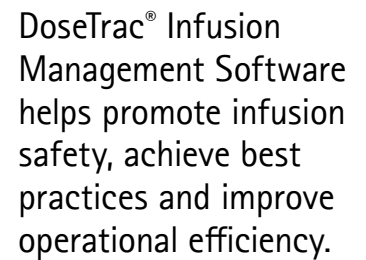 DoseTrac® Infusion
Management Software
helps promote infusion
safety, achieve best
practices and improve
operational efficiency.